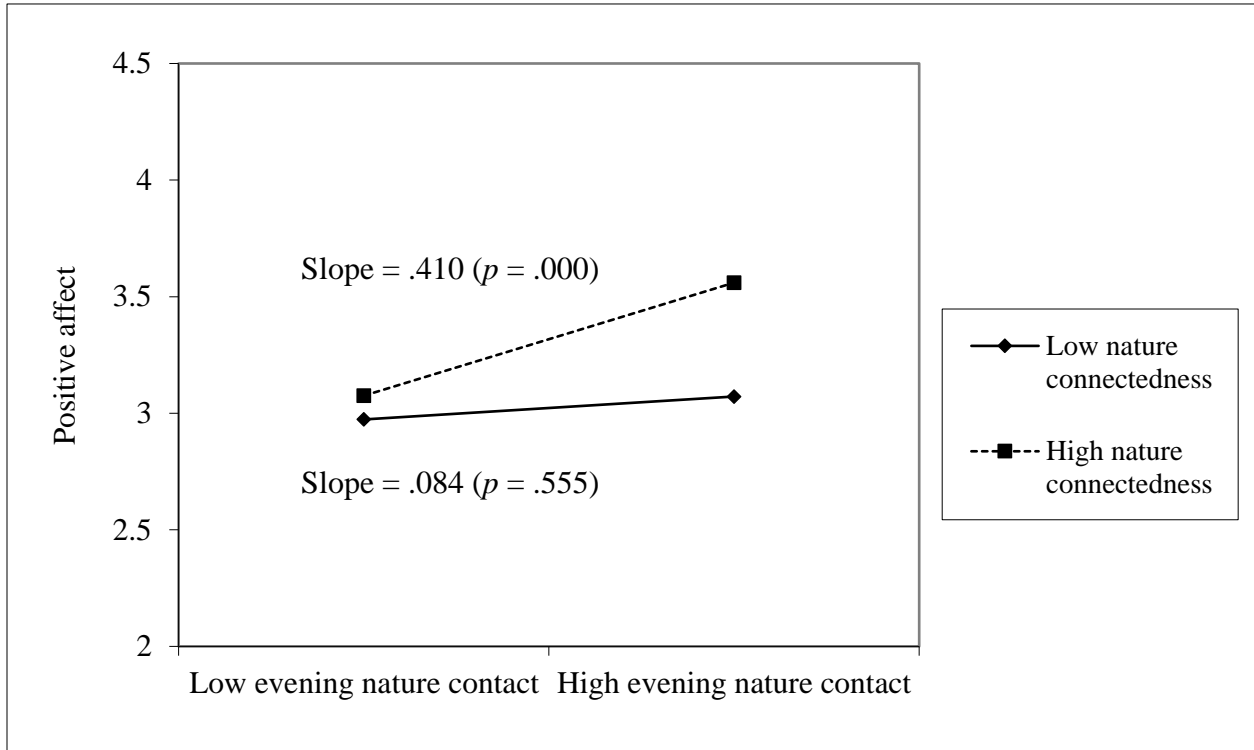 4.5
4
Slope = .410 (p = .000)
3.5
Positive affect
3
Slope = .084 (p = .555)
2.5
2
Low evening nature contact
High evening nature contact
Low nature
connectedness
High nature
connectedness